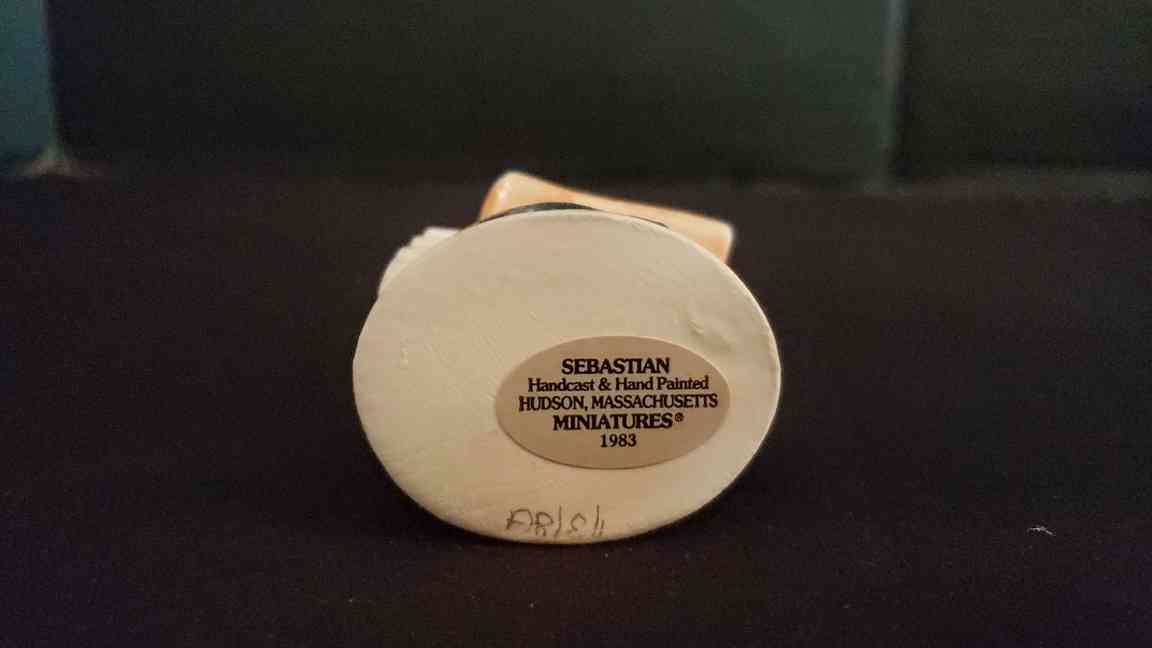 SEBASTIAN
Handcast & Hand Painted
HUDSON, MASSACHUSETTS
MINIATURES®
1983